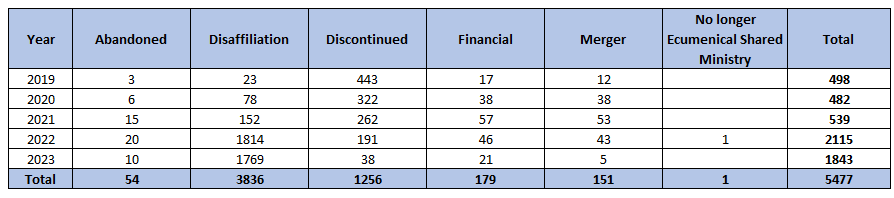 Year Abandoned Disaffiliation Discontinued Financial Merger No longer Ecumenical Shared Ministry Total
2019 3 23 443 17 12 498
2020 6 78 322 38 38 482
2021 15 152 262 57 53 539
2022 20 1814 191 46 43 1 2115
2023 10 1769 38 21 5 1843
Total 54 3836 1256 179 151 1 5477